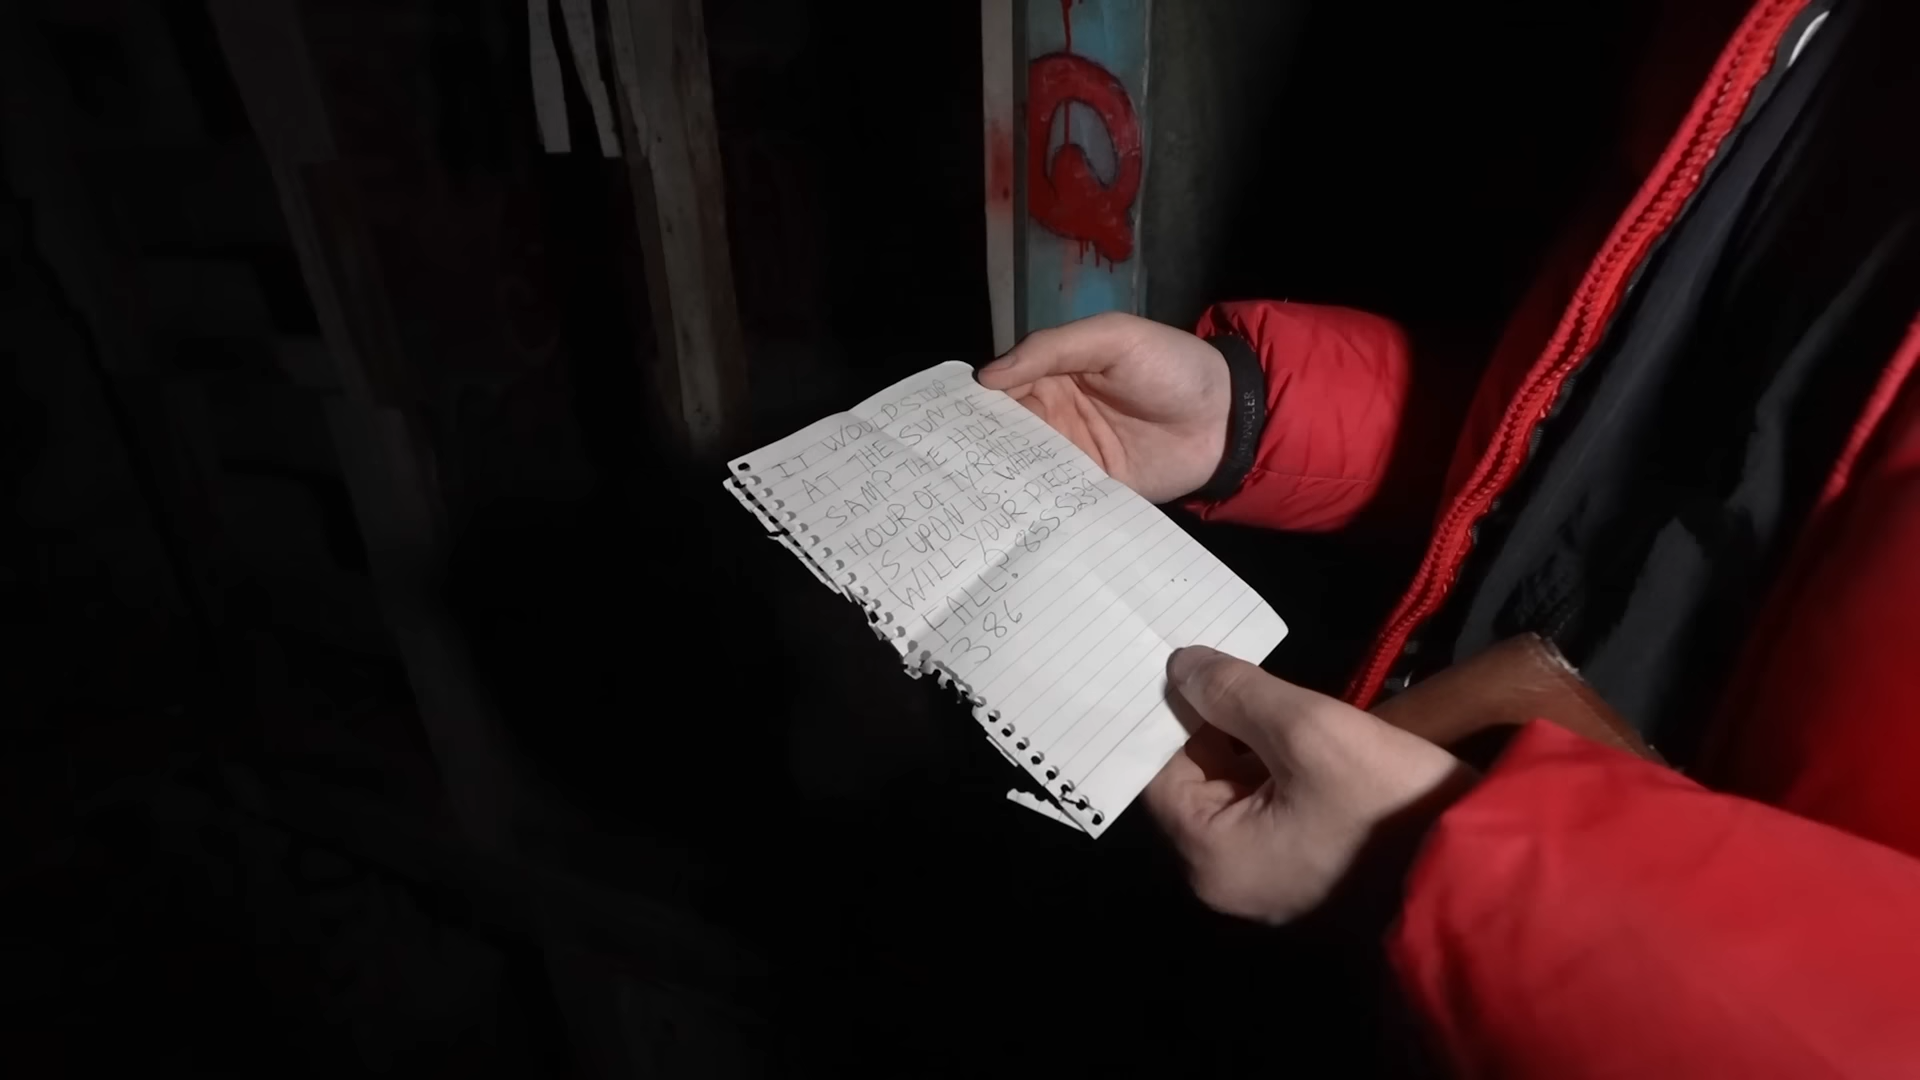 Q
IT WOULD STOP
AT THE SUN OF
SAMP THE HOLY
HOUR OF TYRANTS
IS UPON US. WHERE
WILL YOUR PIECE
FALL?
386